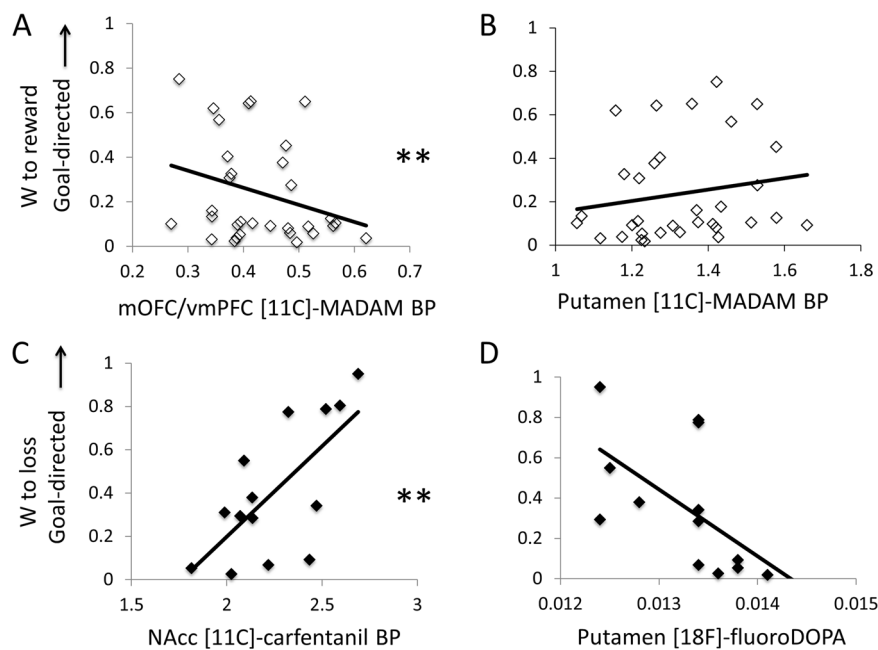 A
W to reward
Goal-directed
1
0.8
0.6
0.4
0.2
0
0.2 0.3 0.4 0.5 0.6 0.7
**
mOFC/vmPFC [11C]-MADAM BP
B
1
0.8
0.6
0.4
0.2
0
1 1.2 1.4 1.6 1.8
Putamen [11C]-MADAM BP
C
W to loss
Goal-directed
1
0.8
0.6
0.4
0.2
0
1.5 2 2.5 3
**
NAcc [11C]-carfentanil BP
D
1
0.8
0.6
0.4
0.2
0
0.012 0.013 0.014 0.015
Putamen [18F]-fluoroDOPA